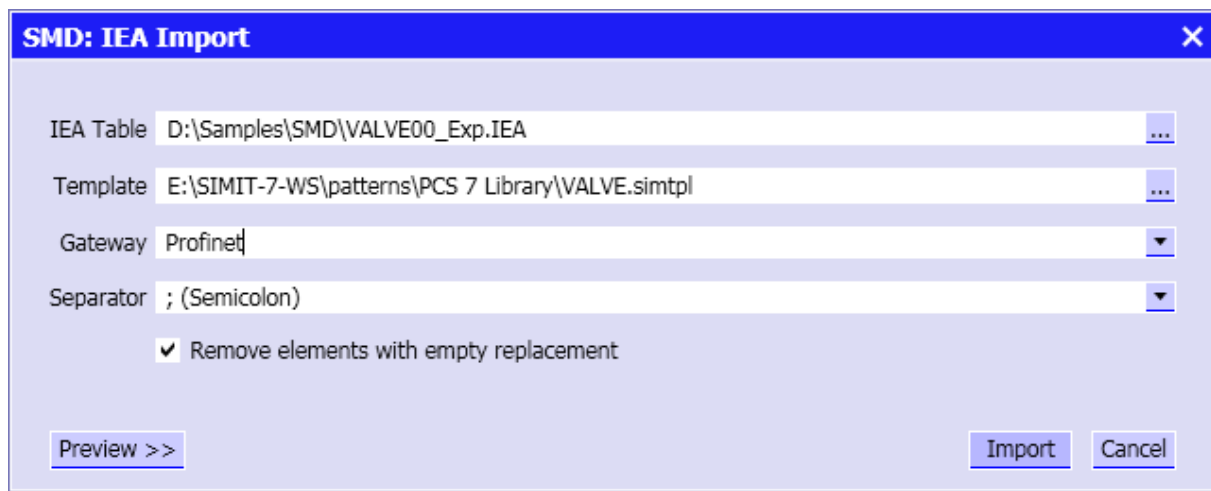 SMD: IEA Import
IEA Table D:\Samples\SMD\VALVE00_Exp.IEA ...
Template E:\SIMIT-7-WS\patterns\PCS 7 Library\VALVE.simtpl ...
Gateway Profinet
Separator ; (Semicolon)
Remove elements with empty replacement
Preview >> Import Cancel